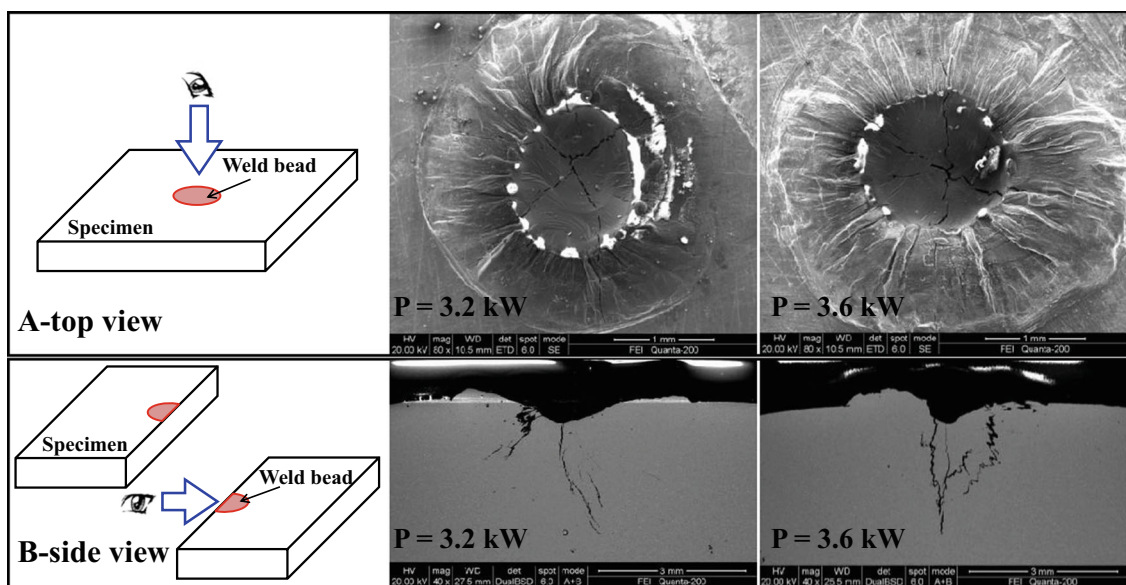 Weld bead
Specimen
A-top view
P = 3.2 kW
HV mag WD det spot mode
20.00 kV 80 x 10.5 mm ETD 6.0 SE
1 mm
FEI Quanta-200
P = 3.6 kW
HV mag WD det spot mode
20.00 kV 80 x 10.5 mm ETD 6.0 SE
1 mm
FEI Quanta-200
Specimen
Weld bead
B-side view
P = 3.2 kW
HV mag WD det spot mode
20.00 kV 40 x 27.5 mm DualBSD 6.0 A+B
3 mm
FEI Quanta-200
P = 3.6 kW
HV mag WD det spot mode
20.00 kV 40 x 25.5 mm DualBSD 6.0 A+B
3 mm
FEI Quanta-200